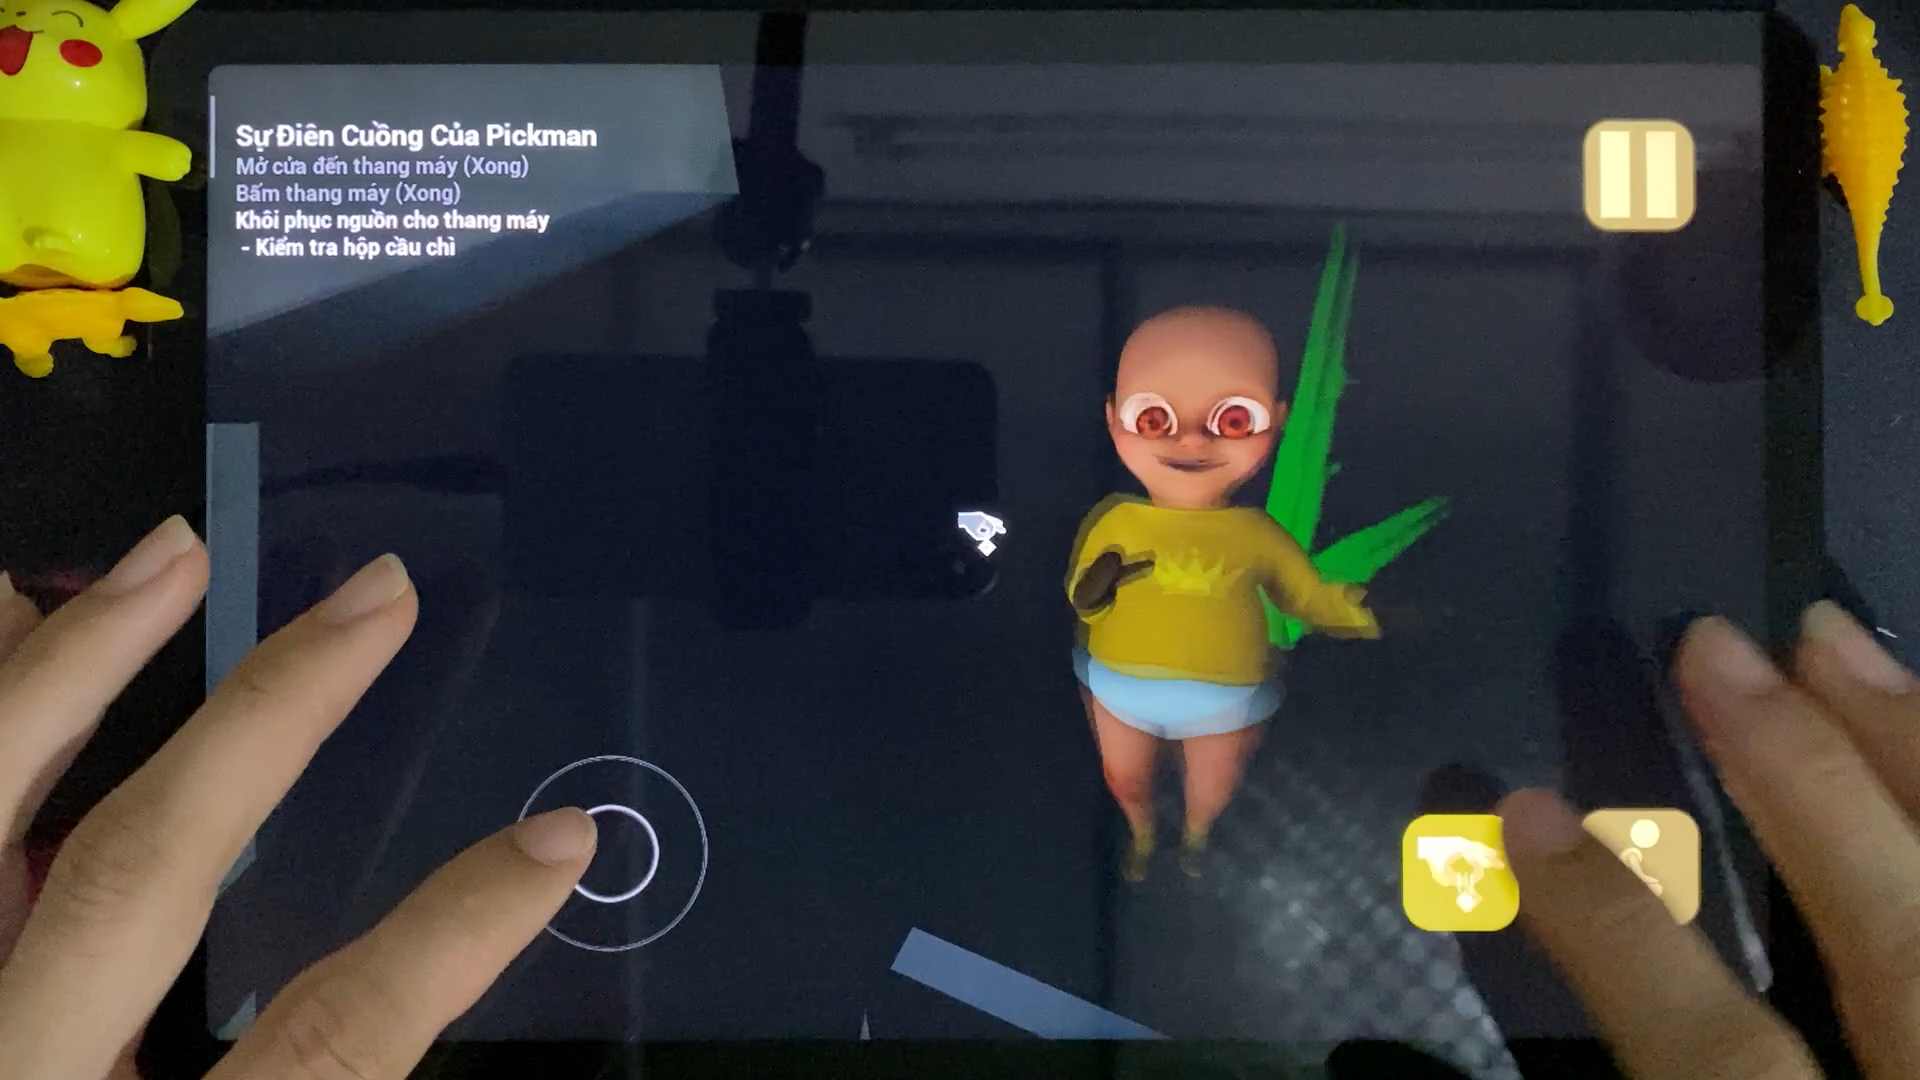 Sự Điên Cuồng Của Pickman
Mở cửa đến thang máy (Xong)
Bấm thang máy (Xong)
Khôi phục nguồn cho thang máy
- Kiểm tra hộp cầu chì